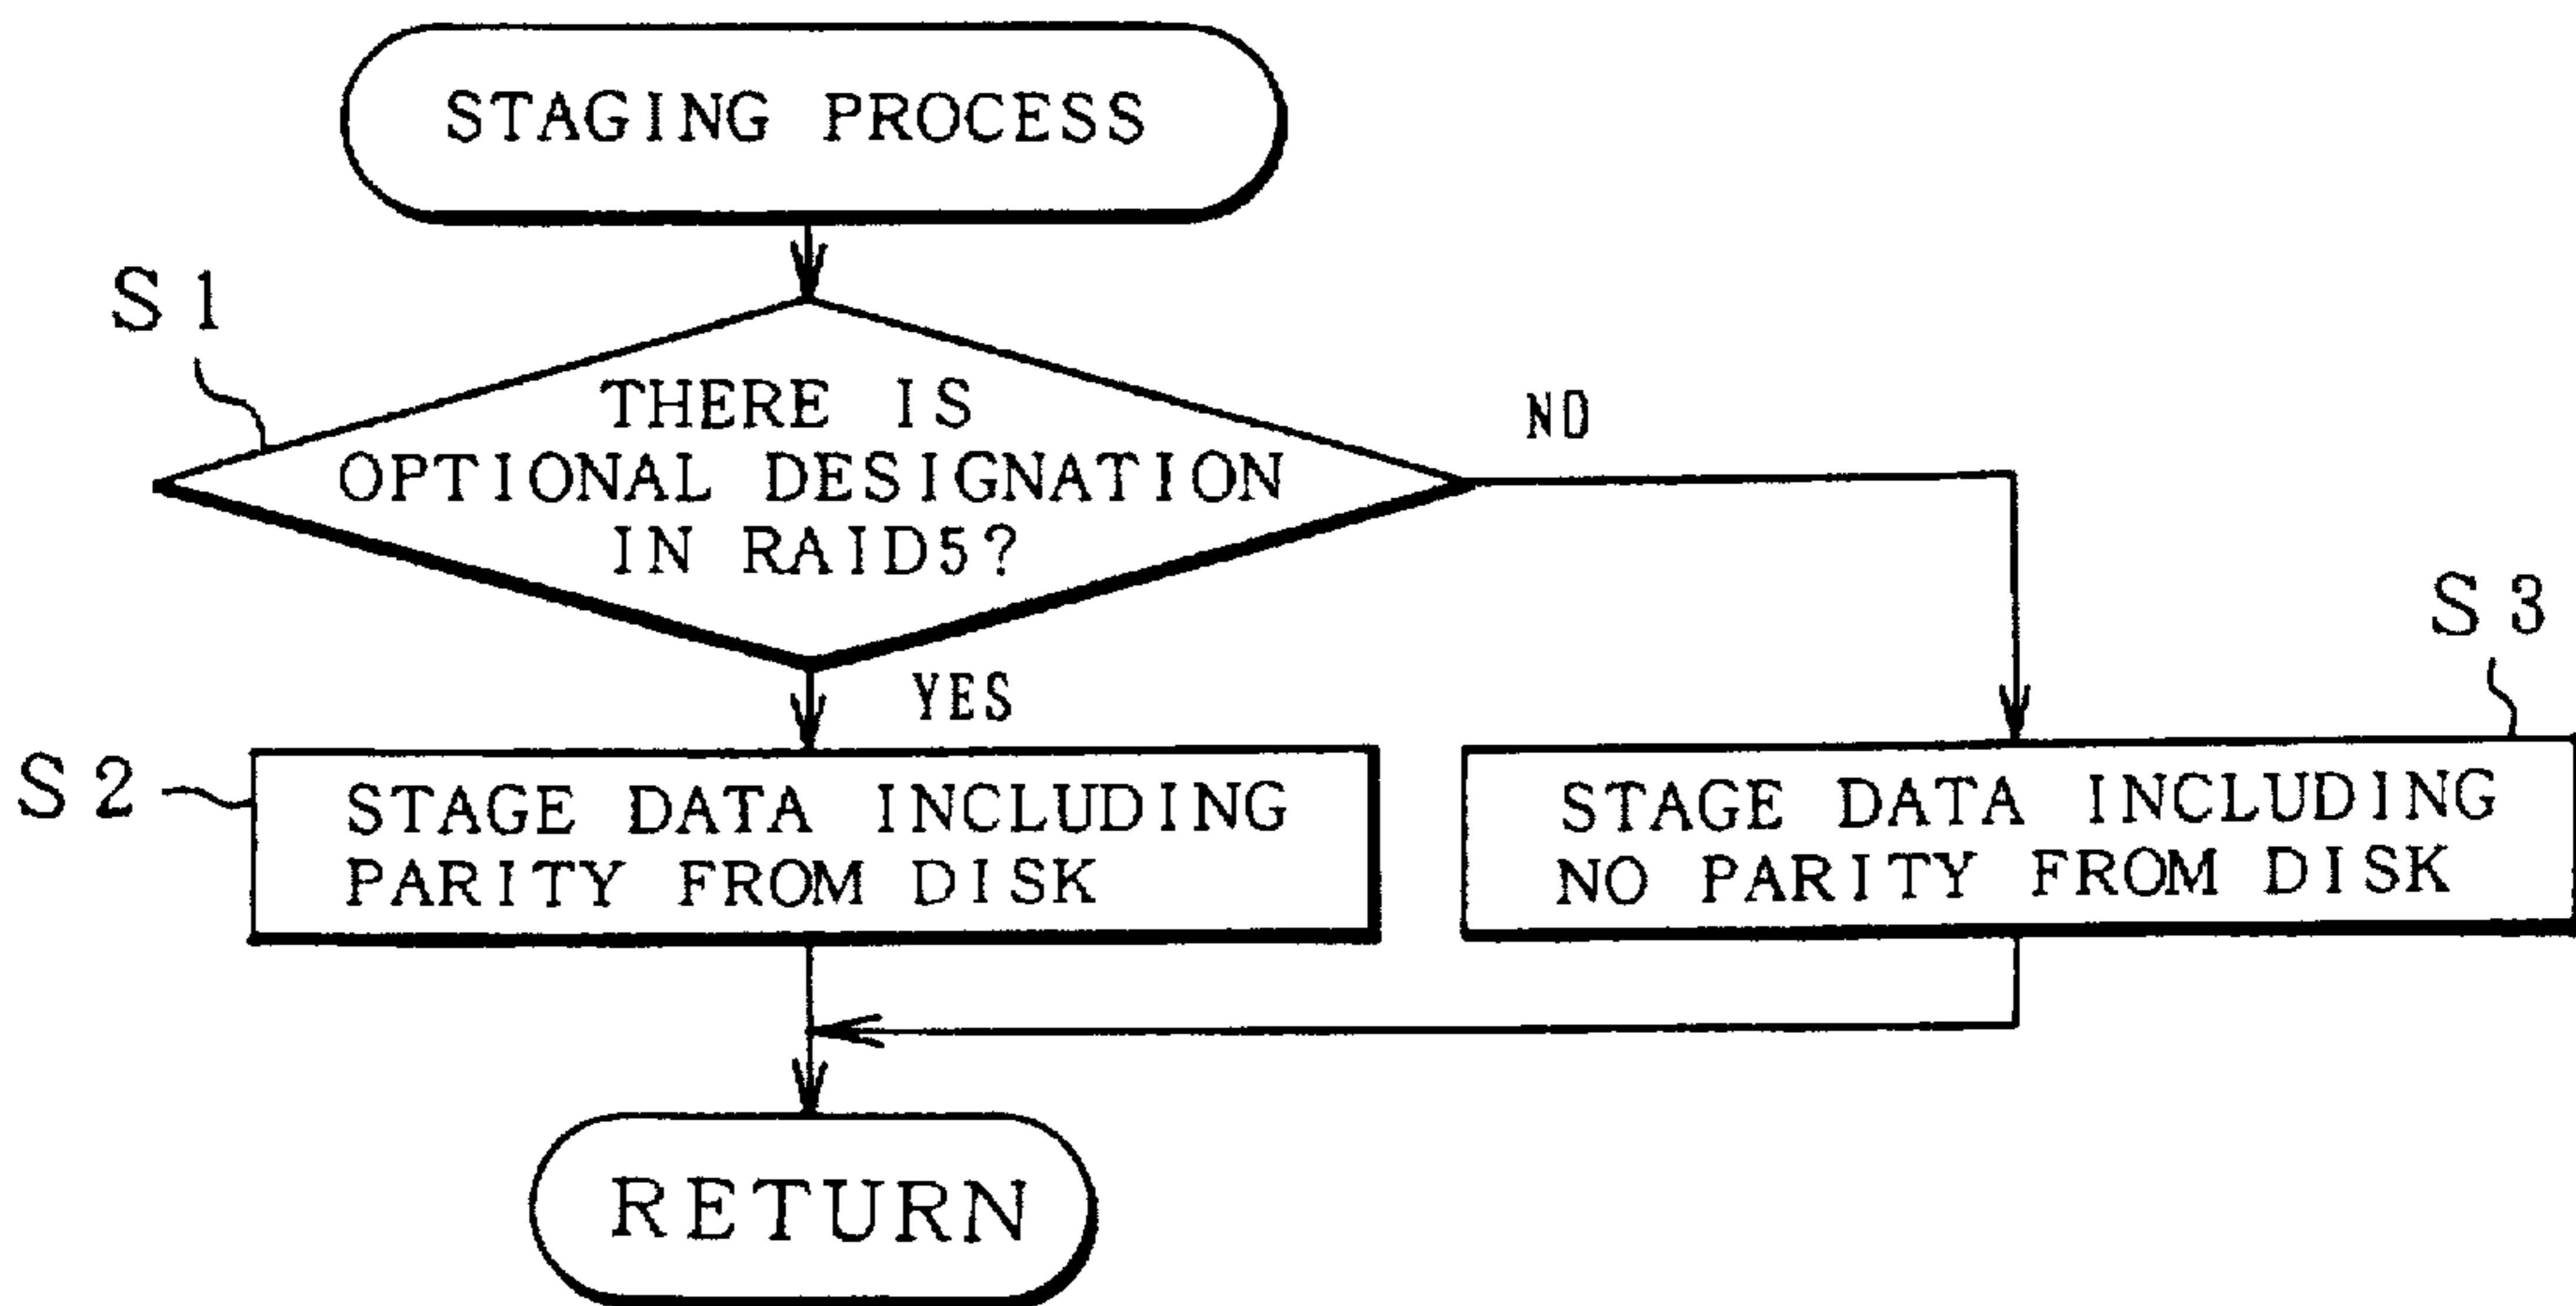 STAGING PROCESS
S1
THERE IS
OPTIONAL DESIGNATION
IN RAID5?
NO
YES
S2
STAGE DATA INCLUDING
PARITY FROM DISK
S3
STAGE DATA INCLUDING
NO PARITY FROM DISK
RETURN